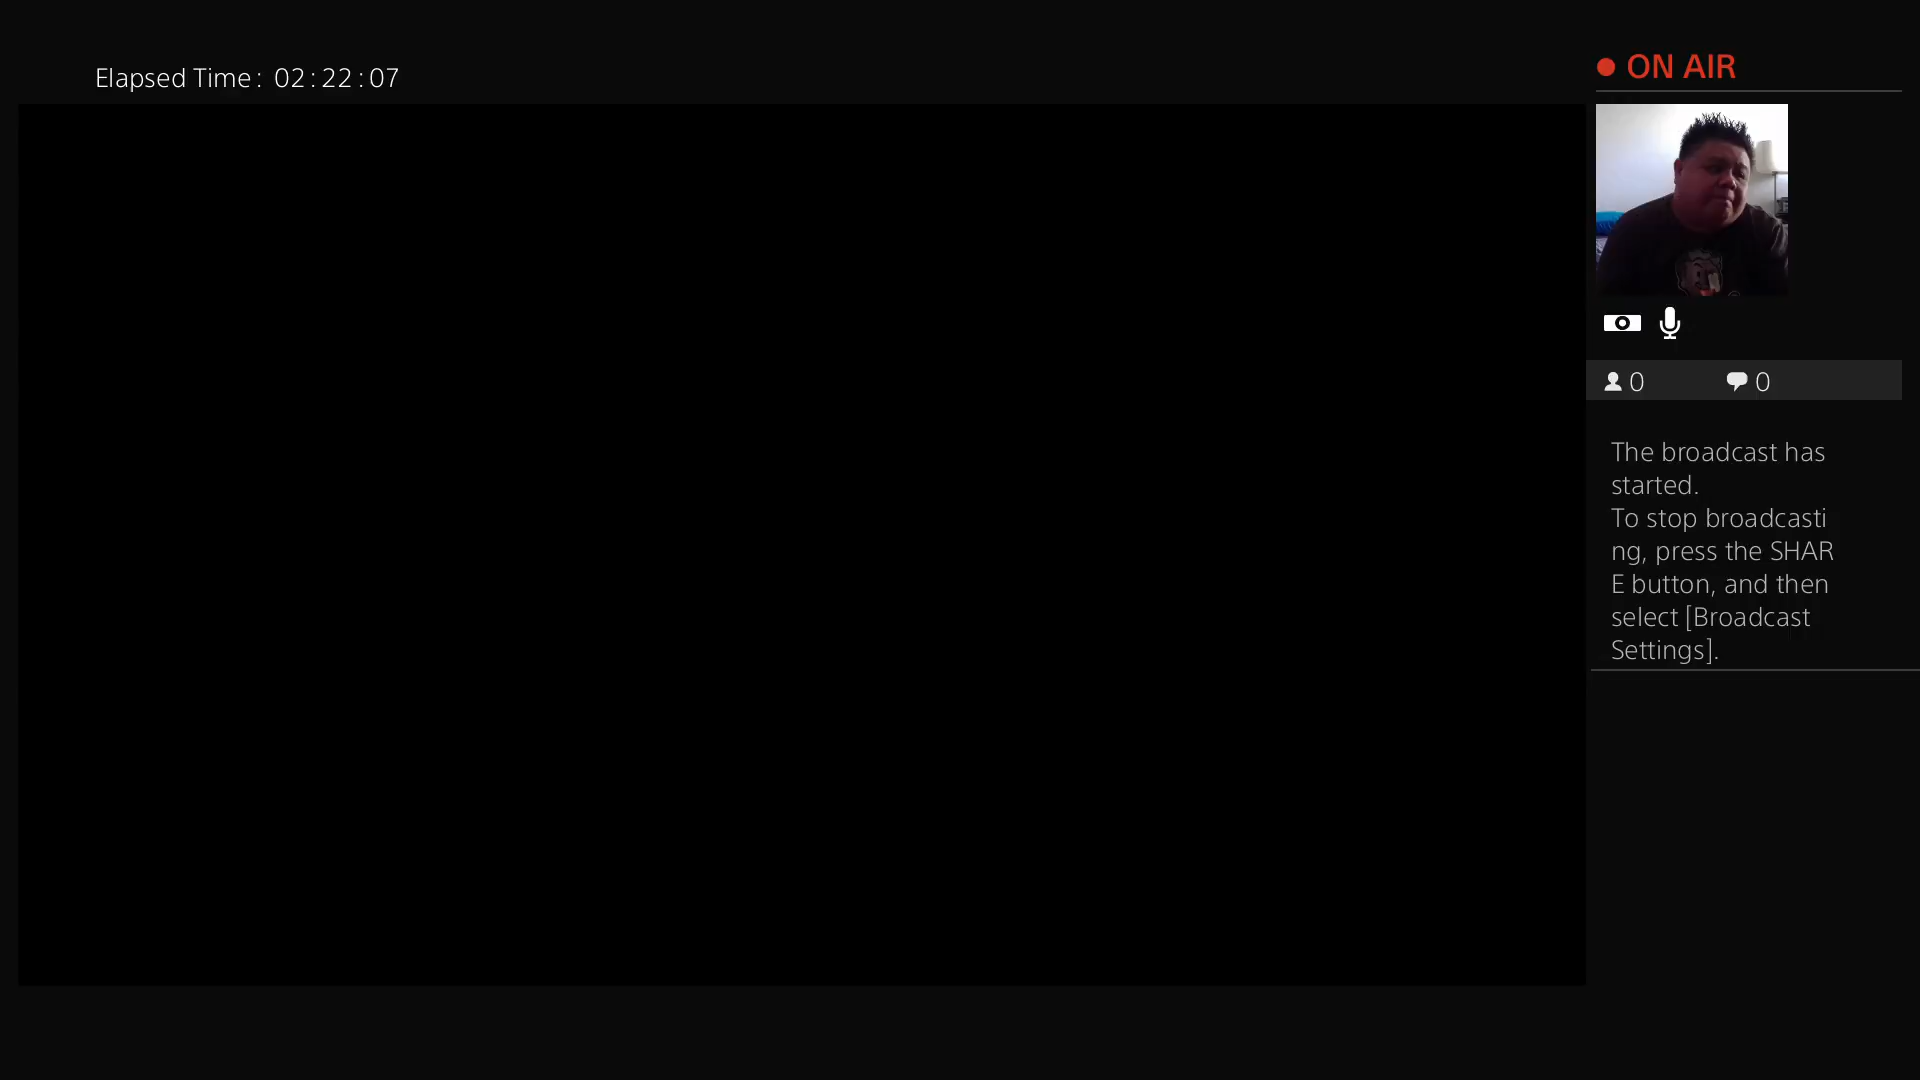 Elapsed Time: 02:22:07
ON AIR
0 0
The broadcast has
started.
To stop broadcasti
ng, press the SHAR
E button, and then
select [Broadcast
Settings].